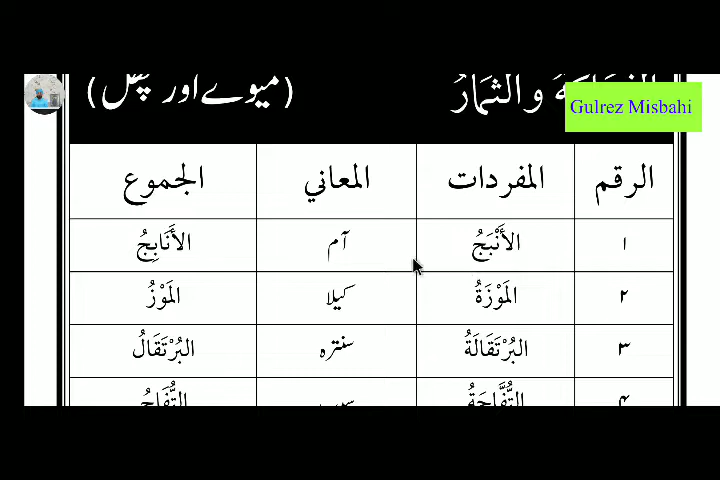 والثمارُ (میوے اور پھل)
Gulrez Misbahi
الرقم المفردات المعاني الجموع
١ الأَنْبَجُ آم الأَنَابِجُ
٢ المَوْزَةُ کیلا المَوْزُ
٣ البُرْتَقَالَةُ سنترہ البُرْتَقَالُ
٤ التُّفَّاحَةُ التُّفَّاحُ